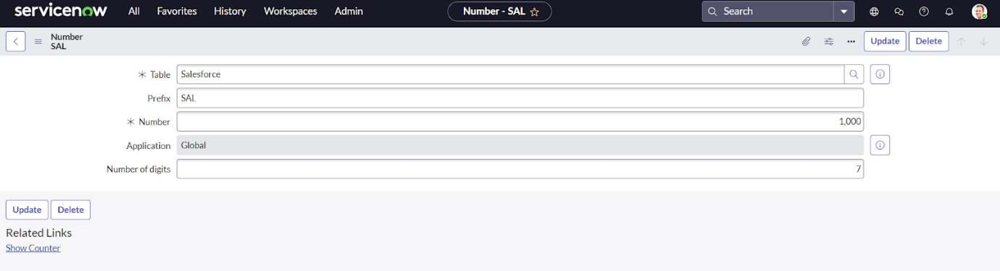 servicenow All Favorites History Workspaces Admin Number - SAL Search
Number
SAL
Update Delete
* Table Salesforce
Prefix SAL
* Number 1,000
Application Global
Number of digits 7
Update Delete
Related Links
Show Counter